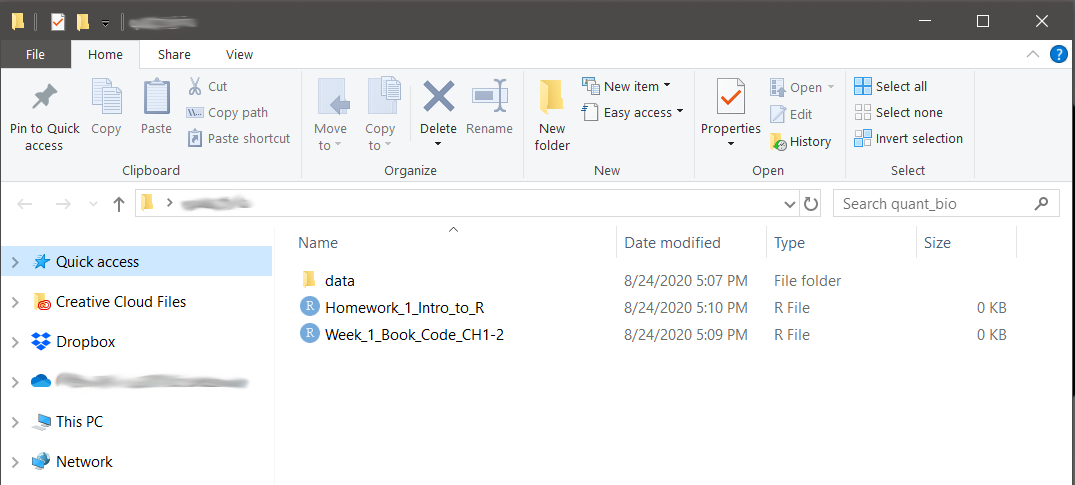 File Home Share View
Pin to Quick access
Copy
Paste
Cut
Copy path
Paste shortcut
Clipboard
Move to
Copy to
Delete
Rename
Organize
New folder
New item
Easy access
New
Properties
Open
Edit
History
Open
Select all
Select none
Invert selection
Select
Search quant_bio
Name Date modified Type Size
data 8/24/2020 5:07 PM File folder
Homework_1_Intro_to_R 8/24/2020 5:10 PM R File 0 KB
Week_1_Book_Code_CH1-2 8/24/2020 5:09 PM R File 0 KB
Quick access
Creative Cloud Files
Dropbox
This PC
Network